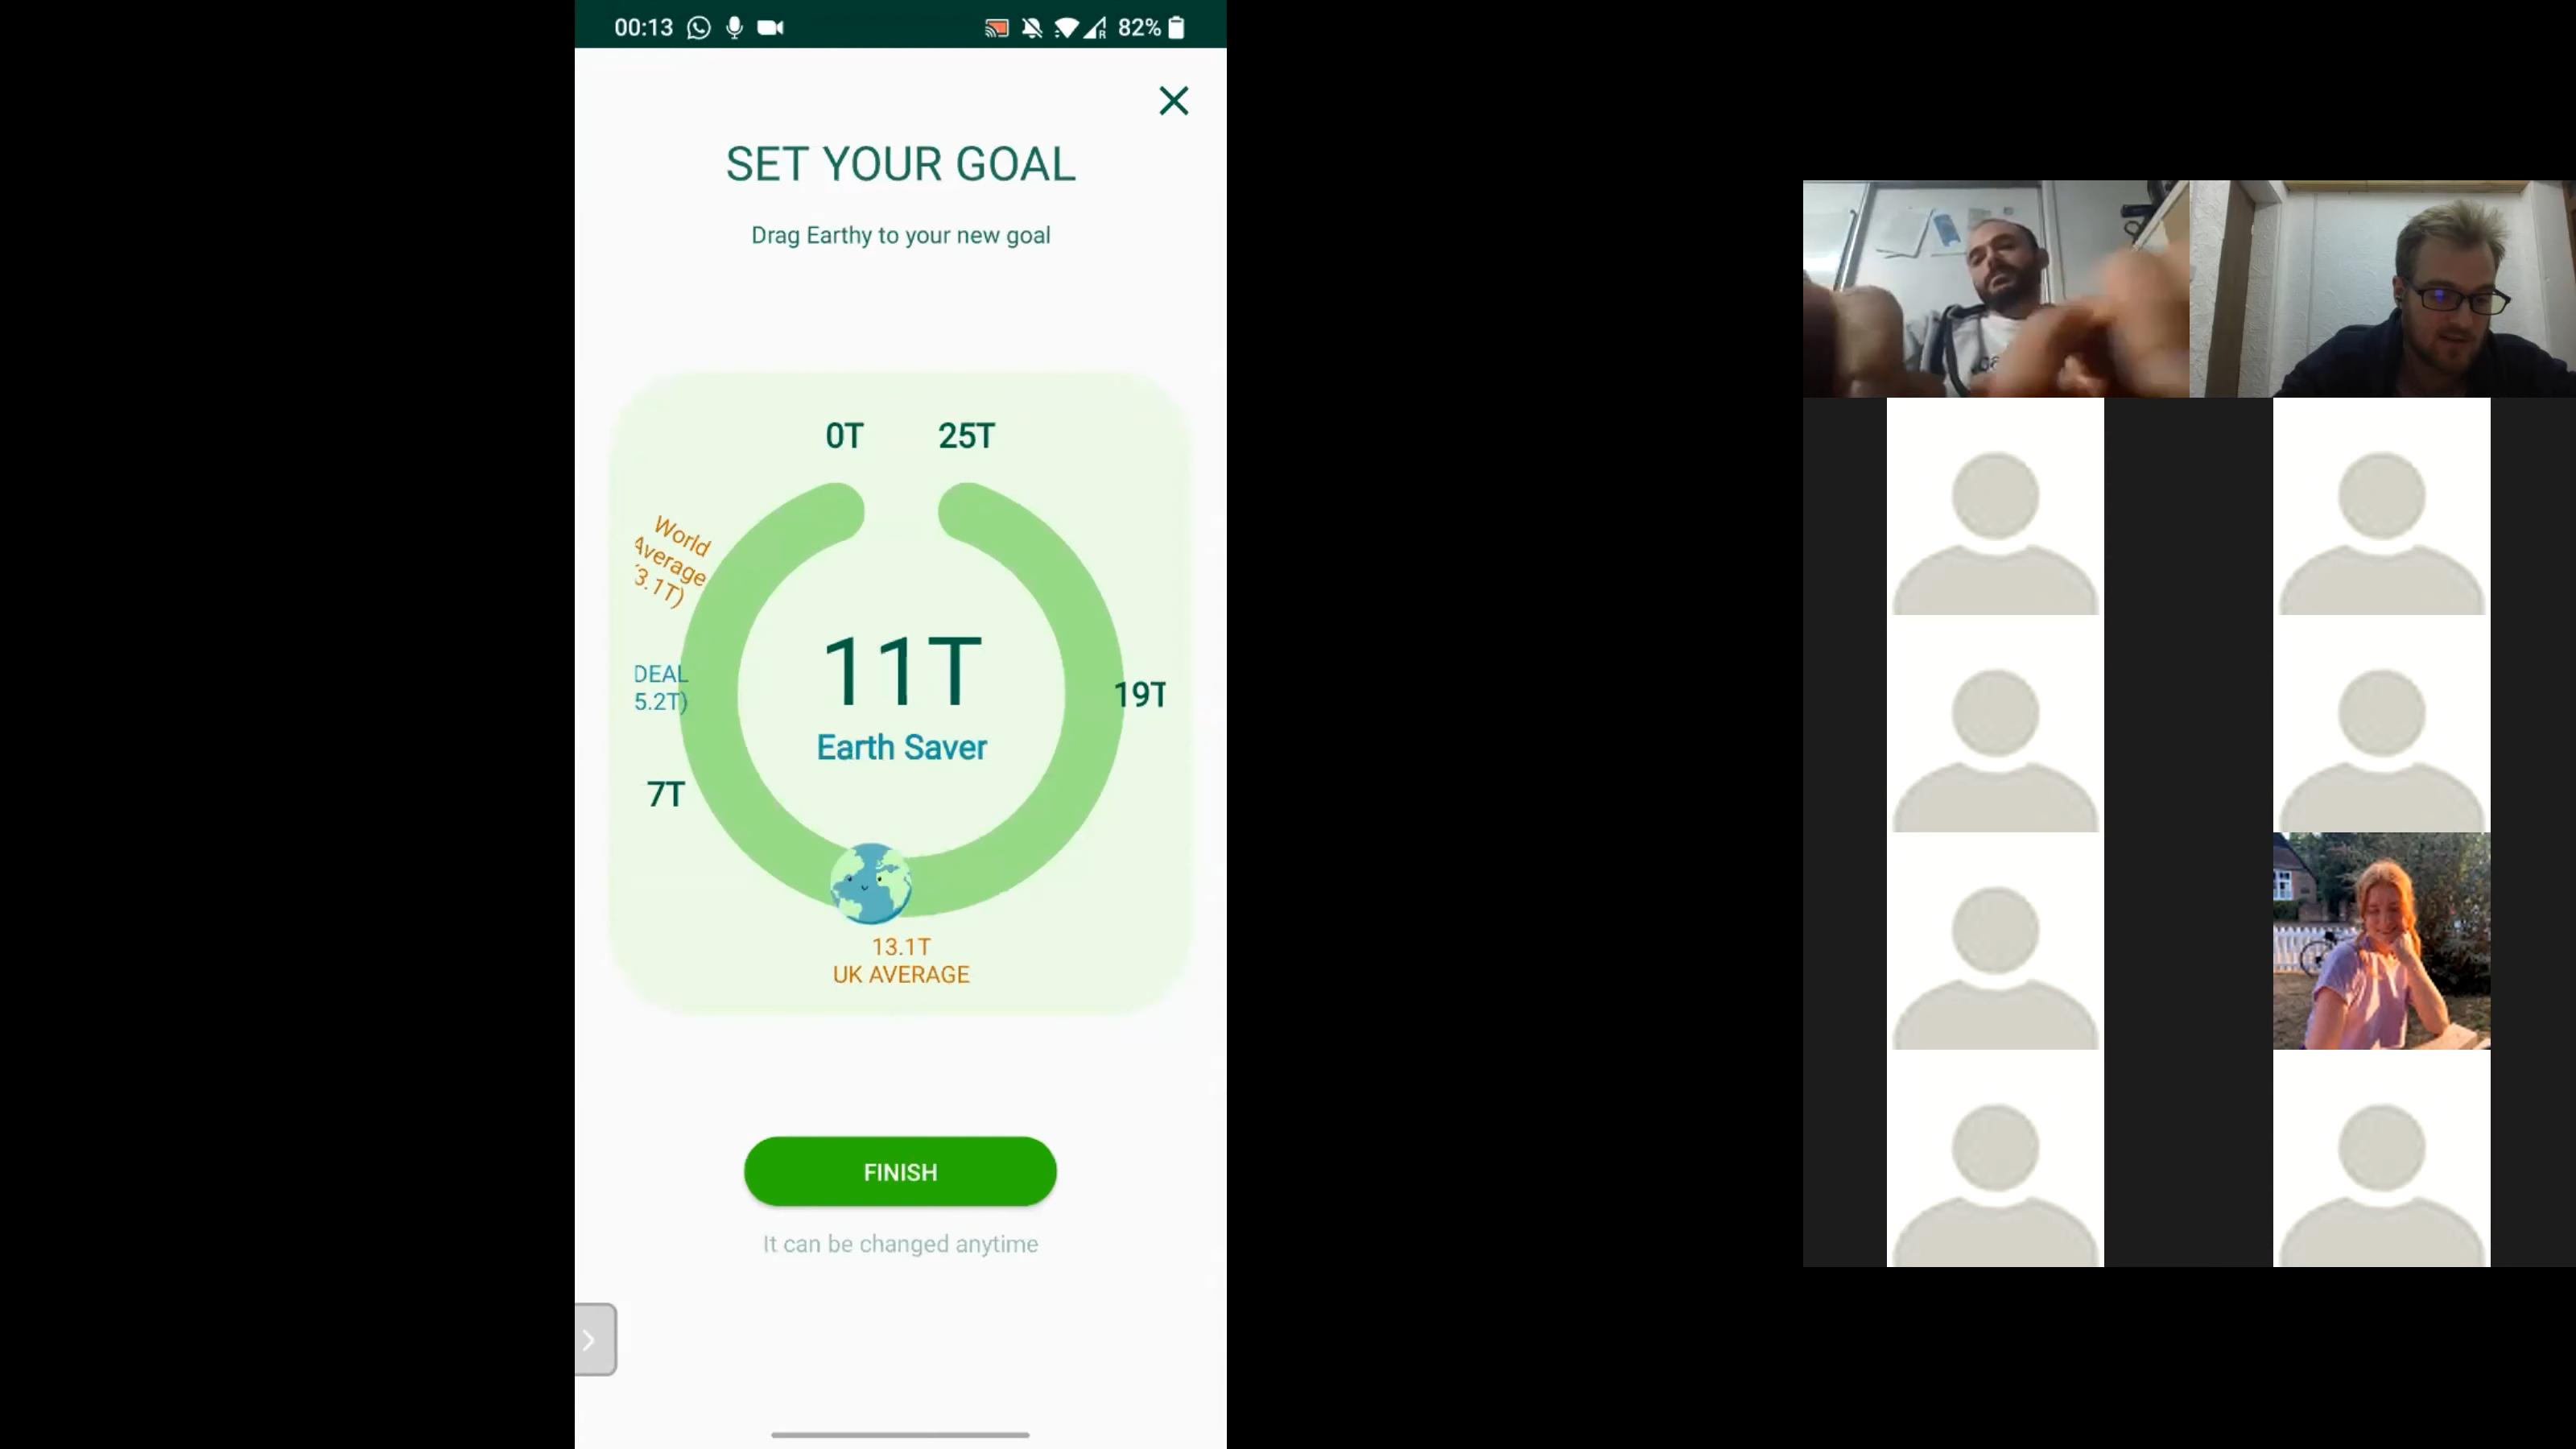 00:13
82%
SET YOUR GOAL
Drag Earthy to your new goal
0T
25T
World
Average
3.1T)
11T
Earth Saver
DEAL
5.2T)
19T
7T
13.1T
UK AVERAGE
FINISH
It can be changed anytime